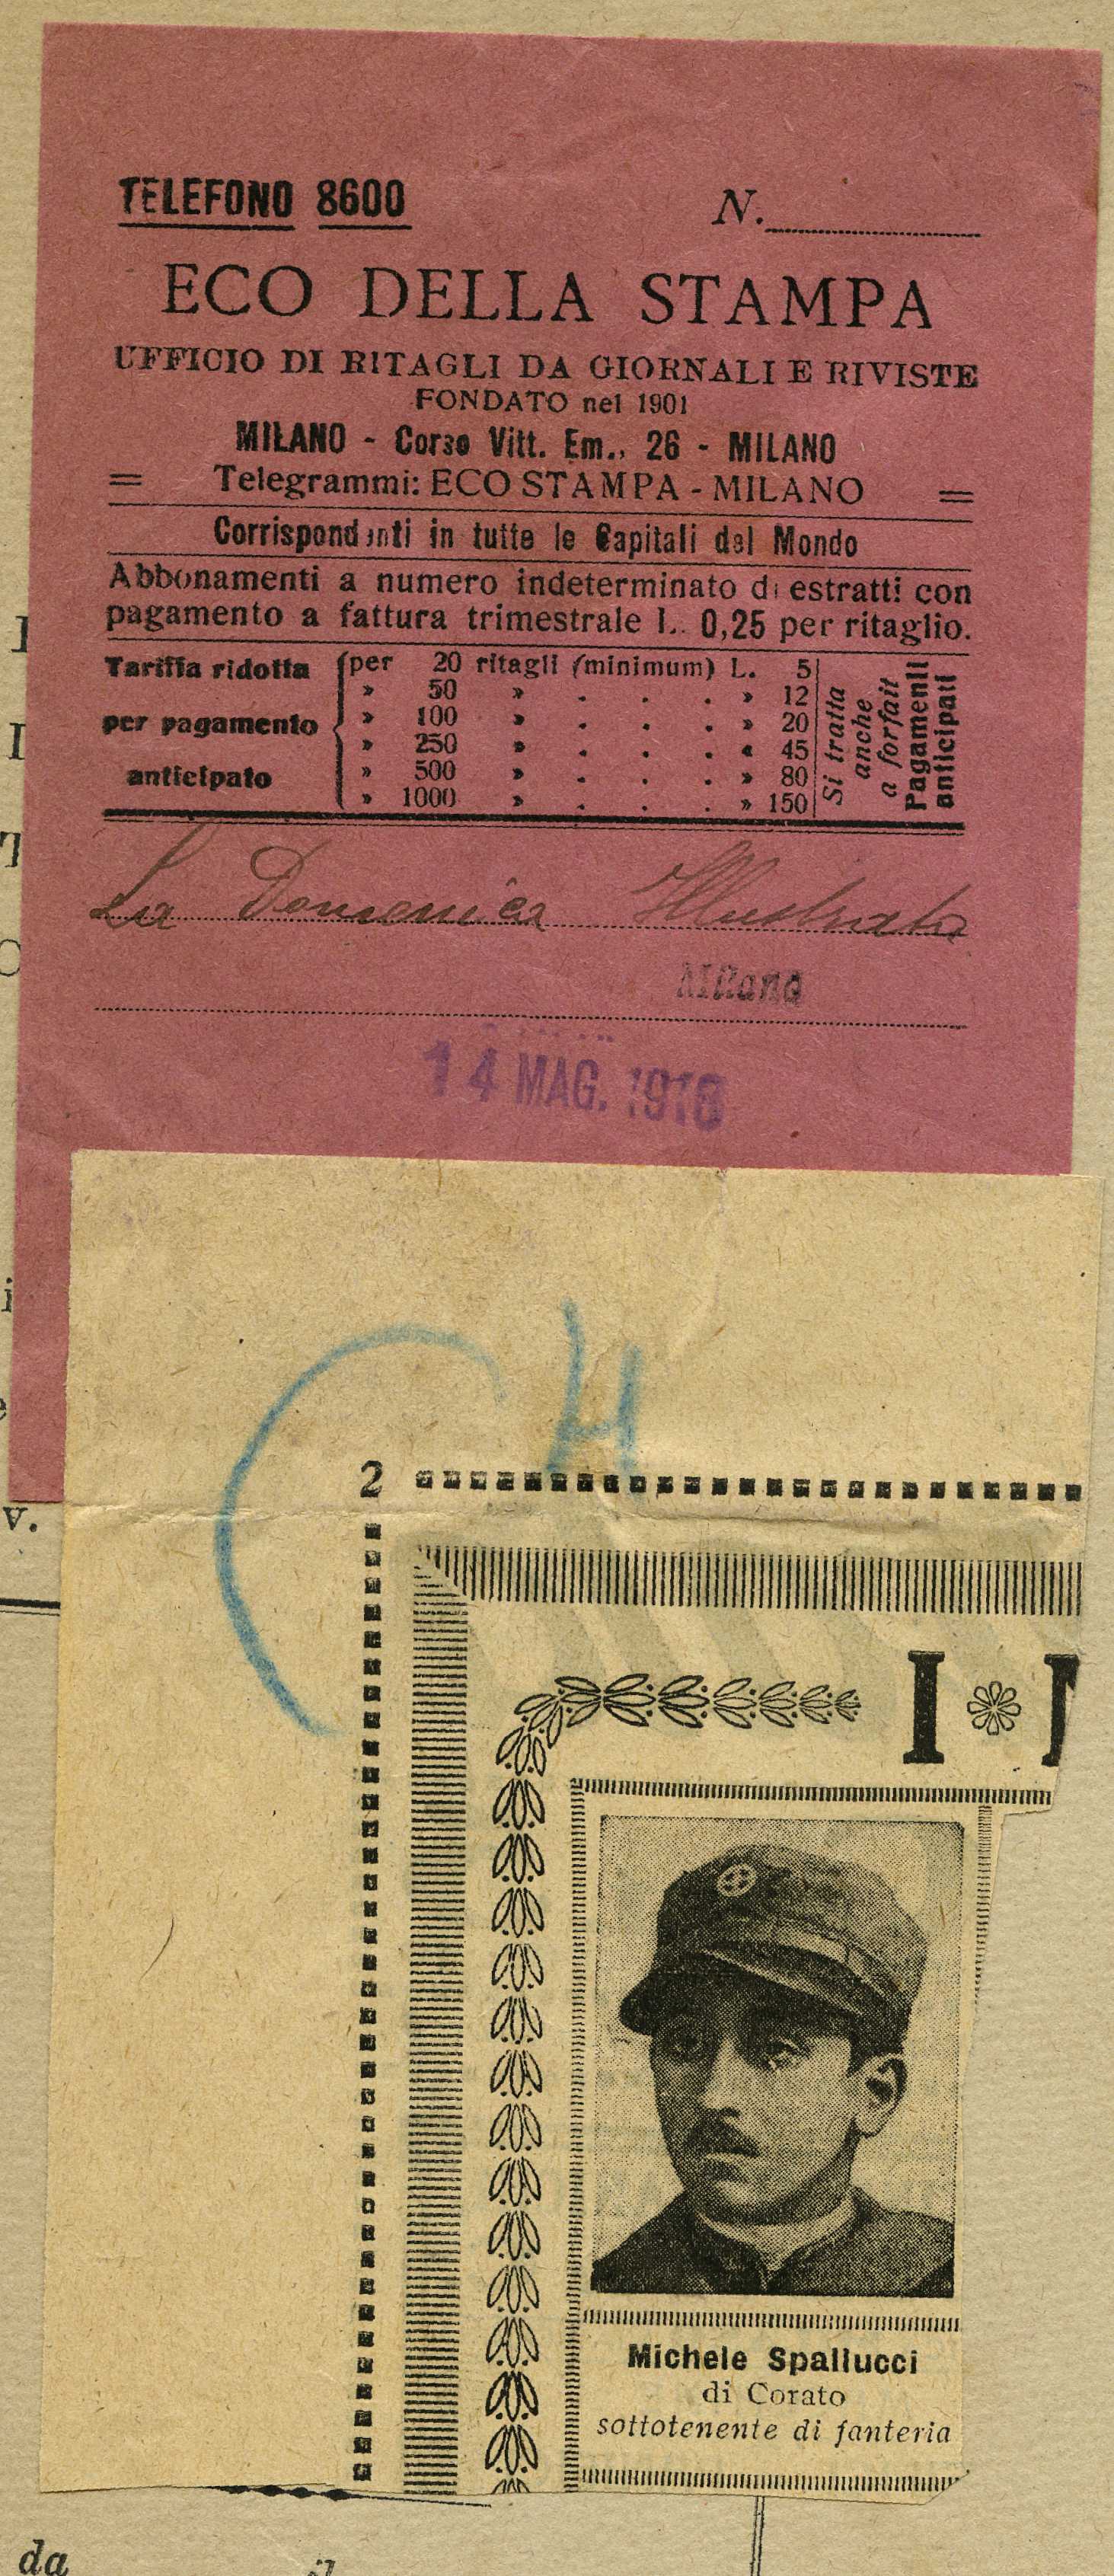 TELEFONO 8600 N.
ECO DELLA STAMPA
UFFICIO DI RITAGLI DA GIORNALI E RIVISTE
FONDATO nel 1901
MILANO - Corso Vitt. Em., 26 - MILANO
= Telegrammi: ECO STAMPA - MILANO =
Corrispondenti in tutte le Capitali del Mondo
Abbonamenti a numero indeterminato di estratti con
pagamento a fattura trimestrale L. 0,25 per ritaglio.
Tariffa ridotta per pagamento anticipato
per 20 ritagli (minimum) L. 5
» 50 » . . . » 12
» 100 » . . . » 20
» 250 » . . . « 45
» 500 » . . . » 80
» 1000 » . . . » 150
Si tratta anche a forfait
Pagamenti anticipati
La Domenica Illustrata
Milano
14 MAG. 1916
H
2
I
Michele Spallucci
di Corato
sottotenente di fanteria
v.
da il